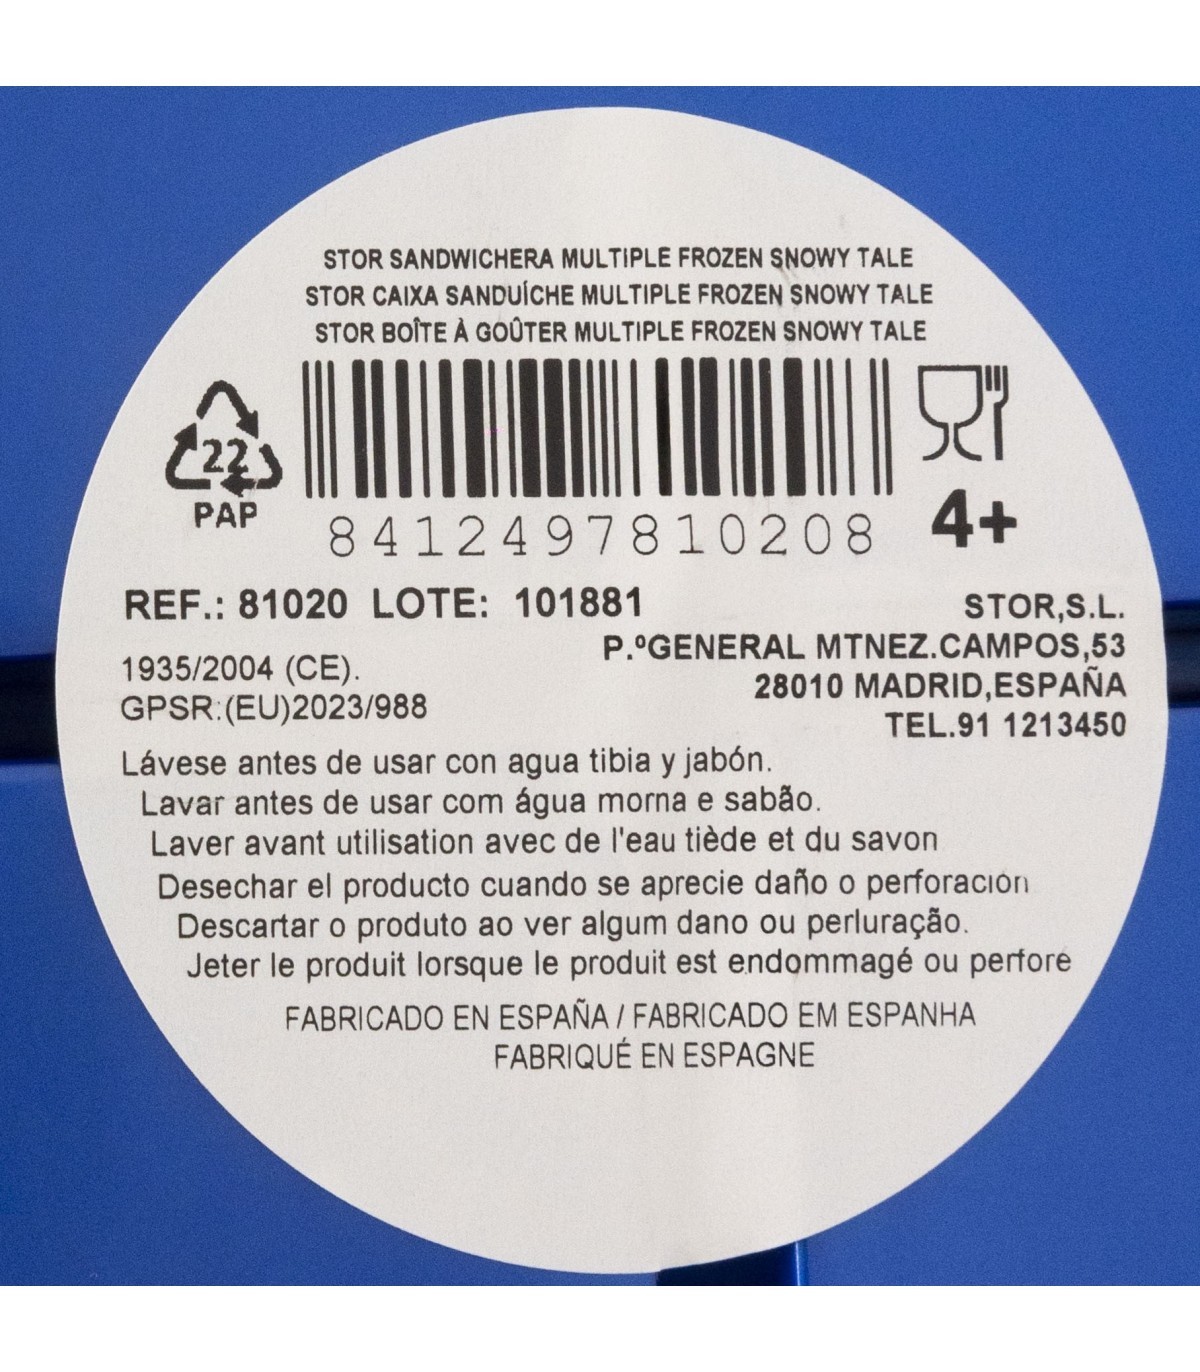 STOR SANDWICHERA MULTIPLE FROZEN SNOWY TALE
STOR CAIXA SANDUÍCHE MULTIPLE FROZEN SNOWY TALE
STOR BOÎTE À GOÛTER MULTIPLE FROZEN SNOWY TALE
22
PAP
8412497810208
4+
REF.: 81020 LOTE: 101881
STOR,S.L.
P.ºGENERAL MTNEZ.CAMPOS,53
28010 MADRID,ESPAÑA
TEL.91 1213450
1935/2004 (CE).
GPSR.:(EU)2023/988
Lávese antes de usar con agua tibia y jabón.
Lavar antes de usar com água morna e sabão.
Laver avant utilisation avec de l'eau tiède et du savon
Desechar el producto cuando se aprecie daño o perforación
Descartar o produto ao ver algum dano ou perluração.
Jeter le produit lorsque le produit est endommagé ou perforé
FABRICADO EN ESPAÑA / FABRICADO EM ESPANHA
FABRIQUÉ EN ESPAGNE